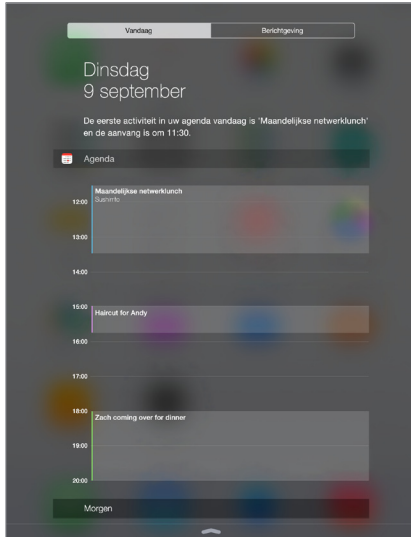 Vandaag
Berichtgeving
Dinsdag
9 september
De eerste activiteit in uw agenda vandaag is 'Maandelijkse netwerklunch'
en de aanvang is om 11:30.
Agenda
Maandelijkse netwerklunch
12:00
13:00
14:00
15:00
Haircut for Andy
16:00
17:00
18:00
Zach coming over for dinner
19:00
20:00
Morgen